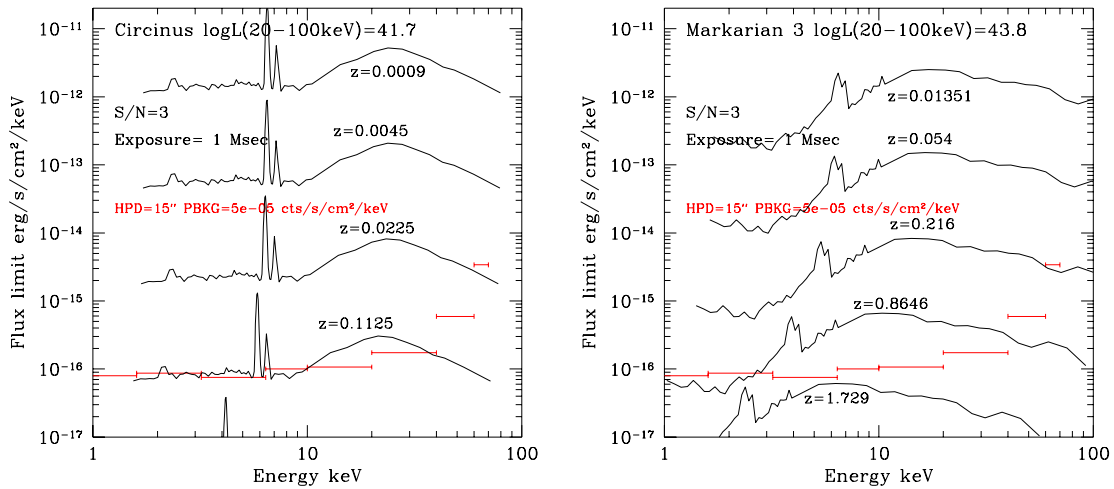 Circinus logL(20−100keV)=41.7
z=0.0009
S/N=3
z=0.0045
Exposure= 1 Msec
HPD=15″ PBKG=5e−05 cts/s/cm²/keV
z=0.0225
z=0.1125
10⁻¹¹
10⁻¹²
10⁻¹³
10⁻¹⁴
10⁻¹⁵
10⁻¹⁶
10⁻¹⁷
Flux limit erg/s/cm²/keV
1 10 100
Energy keV
Markarian 3 logL(20−100keV)=43.8
z=0.01351
S/N=3
Exposure= 1 Msec
z=0.054
HPD=15″ PBKG=5e−05 cts/s/cm²/keV
z=0.216
z=0.8646
z=1.729
10⁻¹¹
10⁻¹²
10⁻¹³
10⁻¹⁴
10⁻¹⁵
10⁻¹⁶
10⁻¹⁷
Flux limit erg/s/cm²/keV
1 10 100
Energy keV